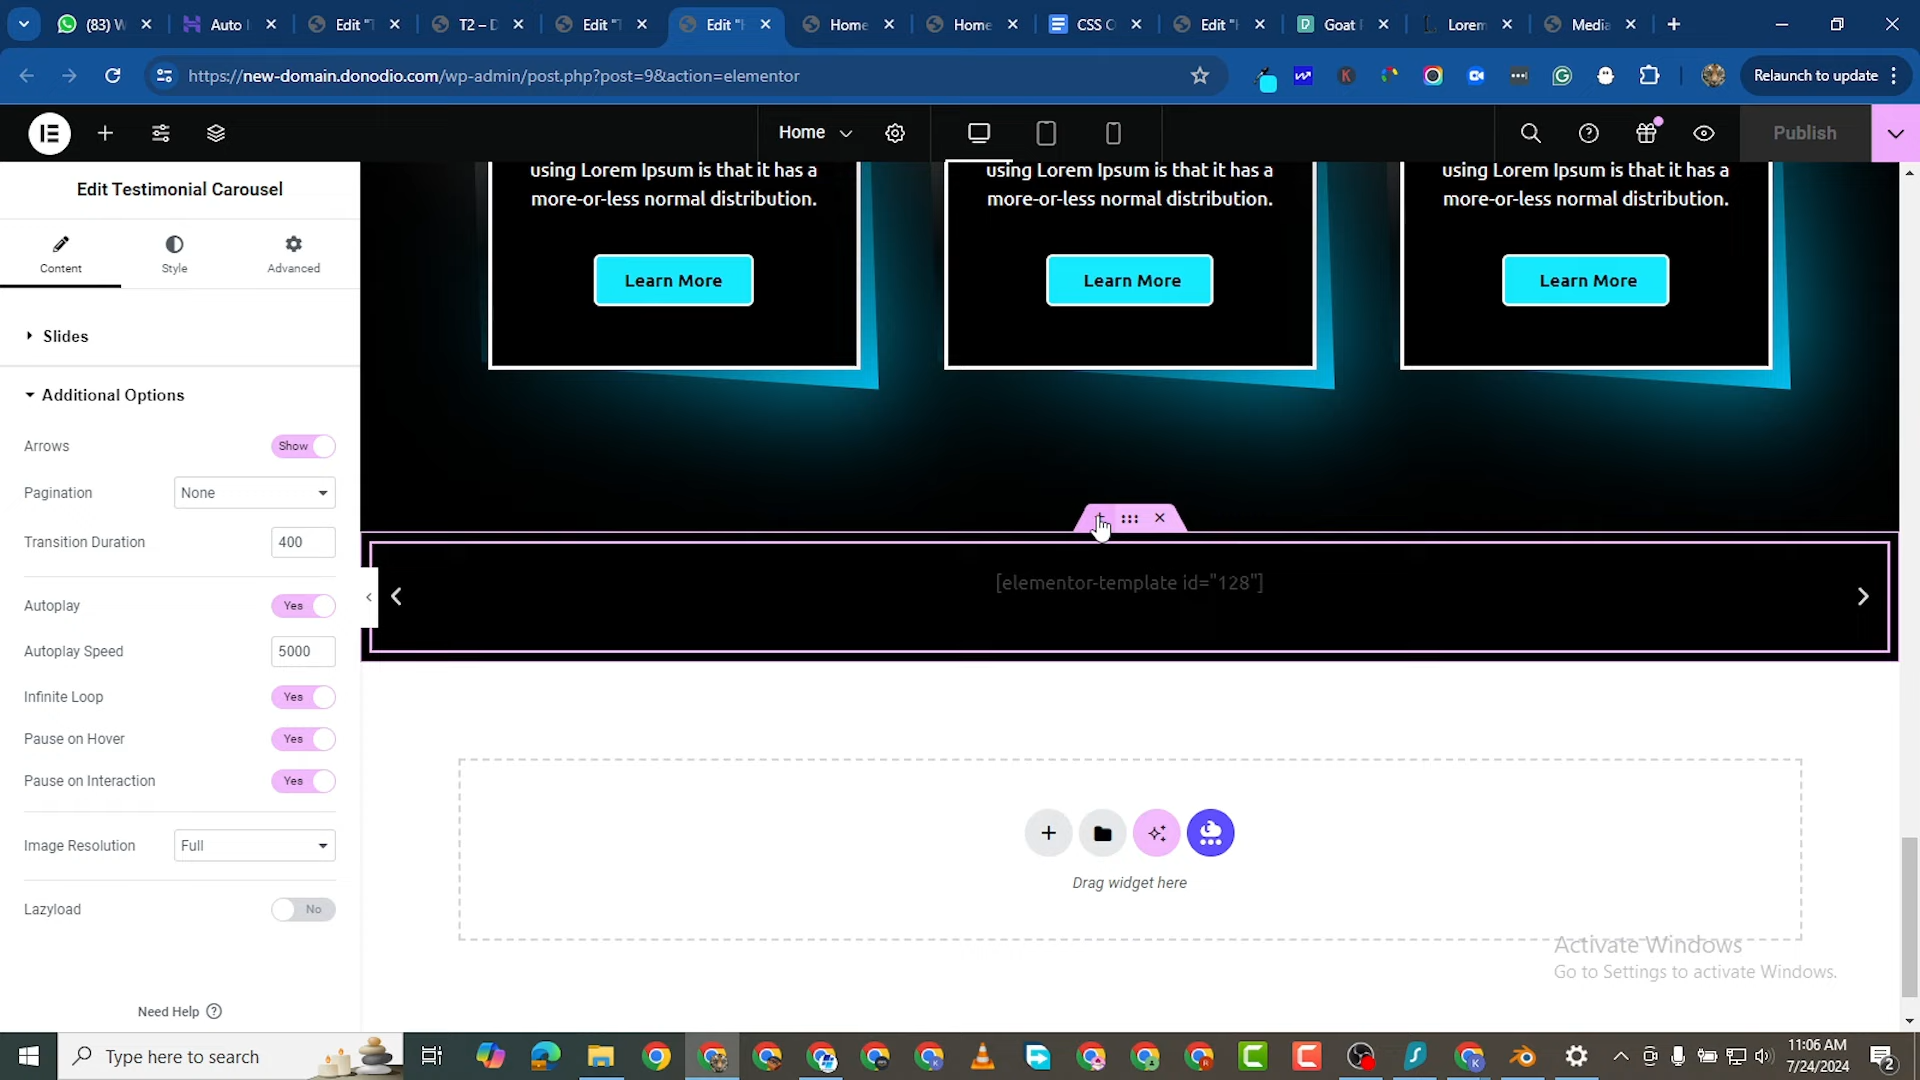 (83) W
Auto
Edit "T
T2 – D
Edit "T
Edit "H
Home
Home
CSS C
Edit "H
Goat F
Lorem
Media
https://new-domain.donodio.com/wp-admin/post.php?post=9&action=elementor
Relaunch to update
Home
Publish
Edit Testimonial Carousel
Content
Style
Advanced
Slides
Additional Options
Arrows
Show
Pagination
None
Transition Duration
400
Autoplay
Yes
Autoplay Speed
5000
Infinite Loop
Yes
Pause on Hover
Yes
Pause on Interaction
Yes
Image Resolution
Full
Lazyload
No
Need Help
using Lorem Ipsum is that it has a
more-or-less normal distribution.
Learn More
using Lorem Ipsum is that it has a
more-or-less normal distribution.
Learn More
using Lorem Ipsum is that it has a
more-or-less normal distribution.
Learn More
[elementor-template id="128"]
Drag widget here
Activate Windows
Go to Settings to activate Windows.
Type here to search
11:06 AM
7/24/2024
2